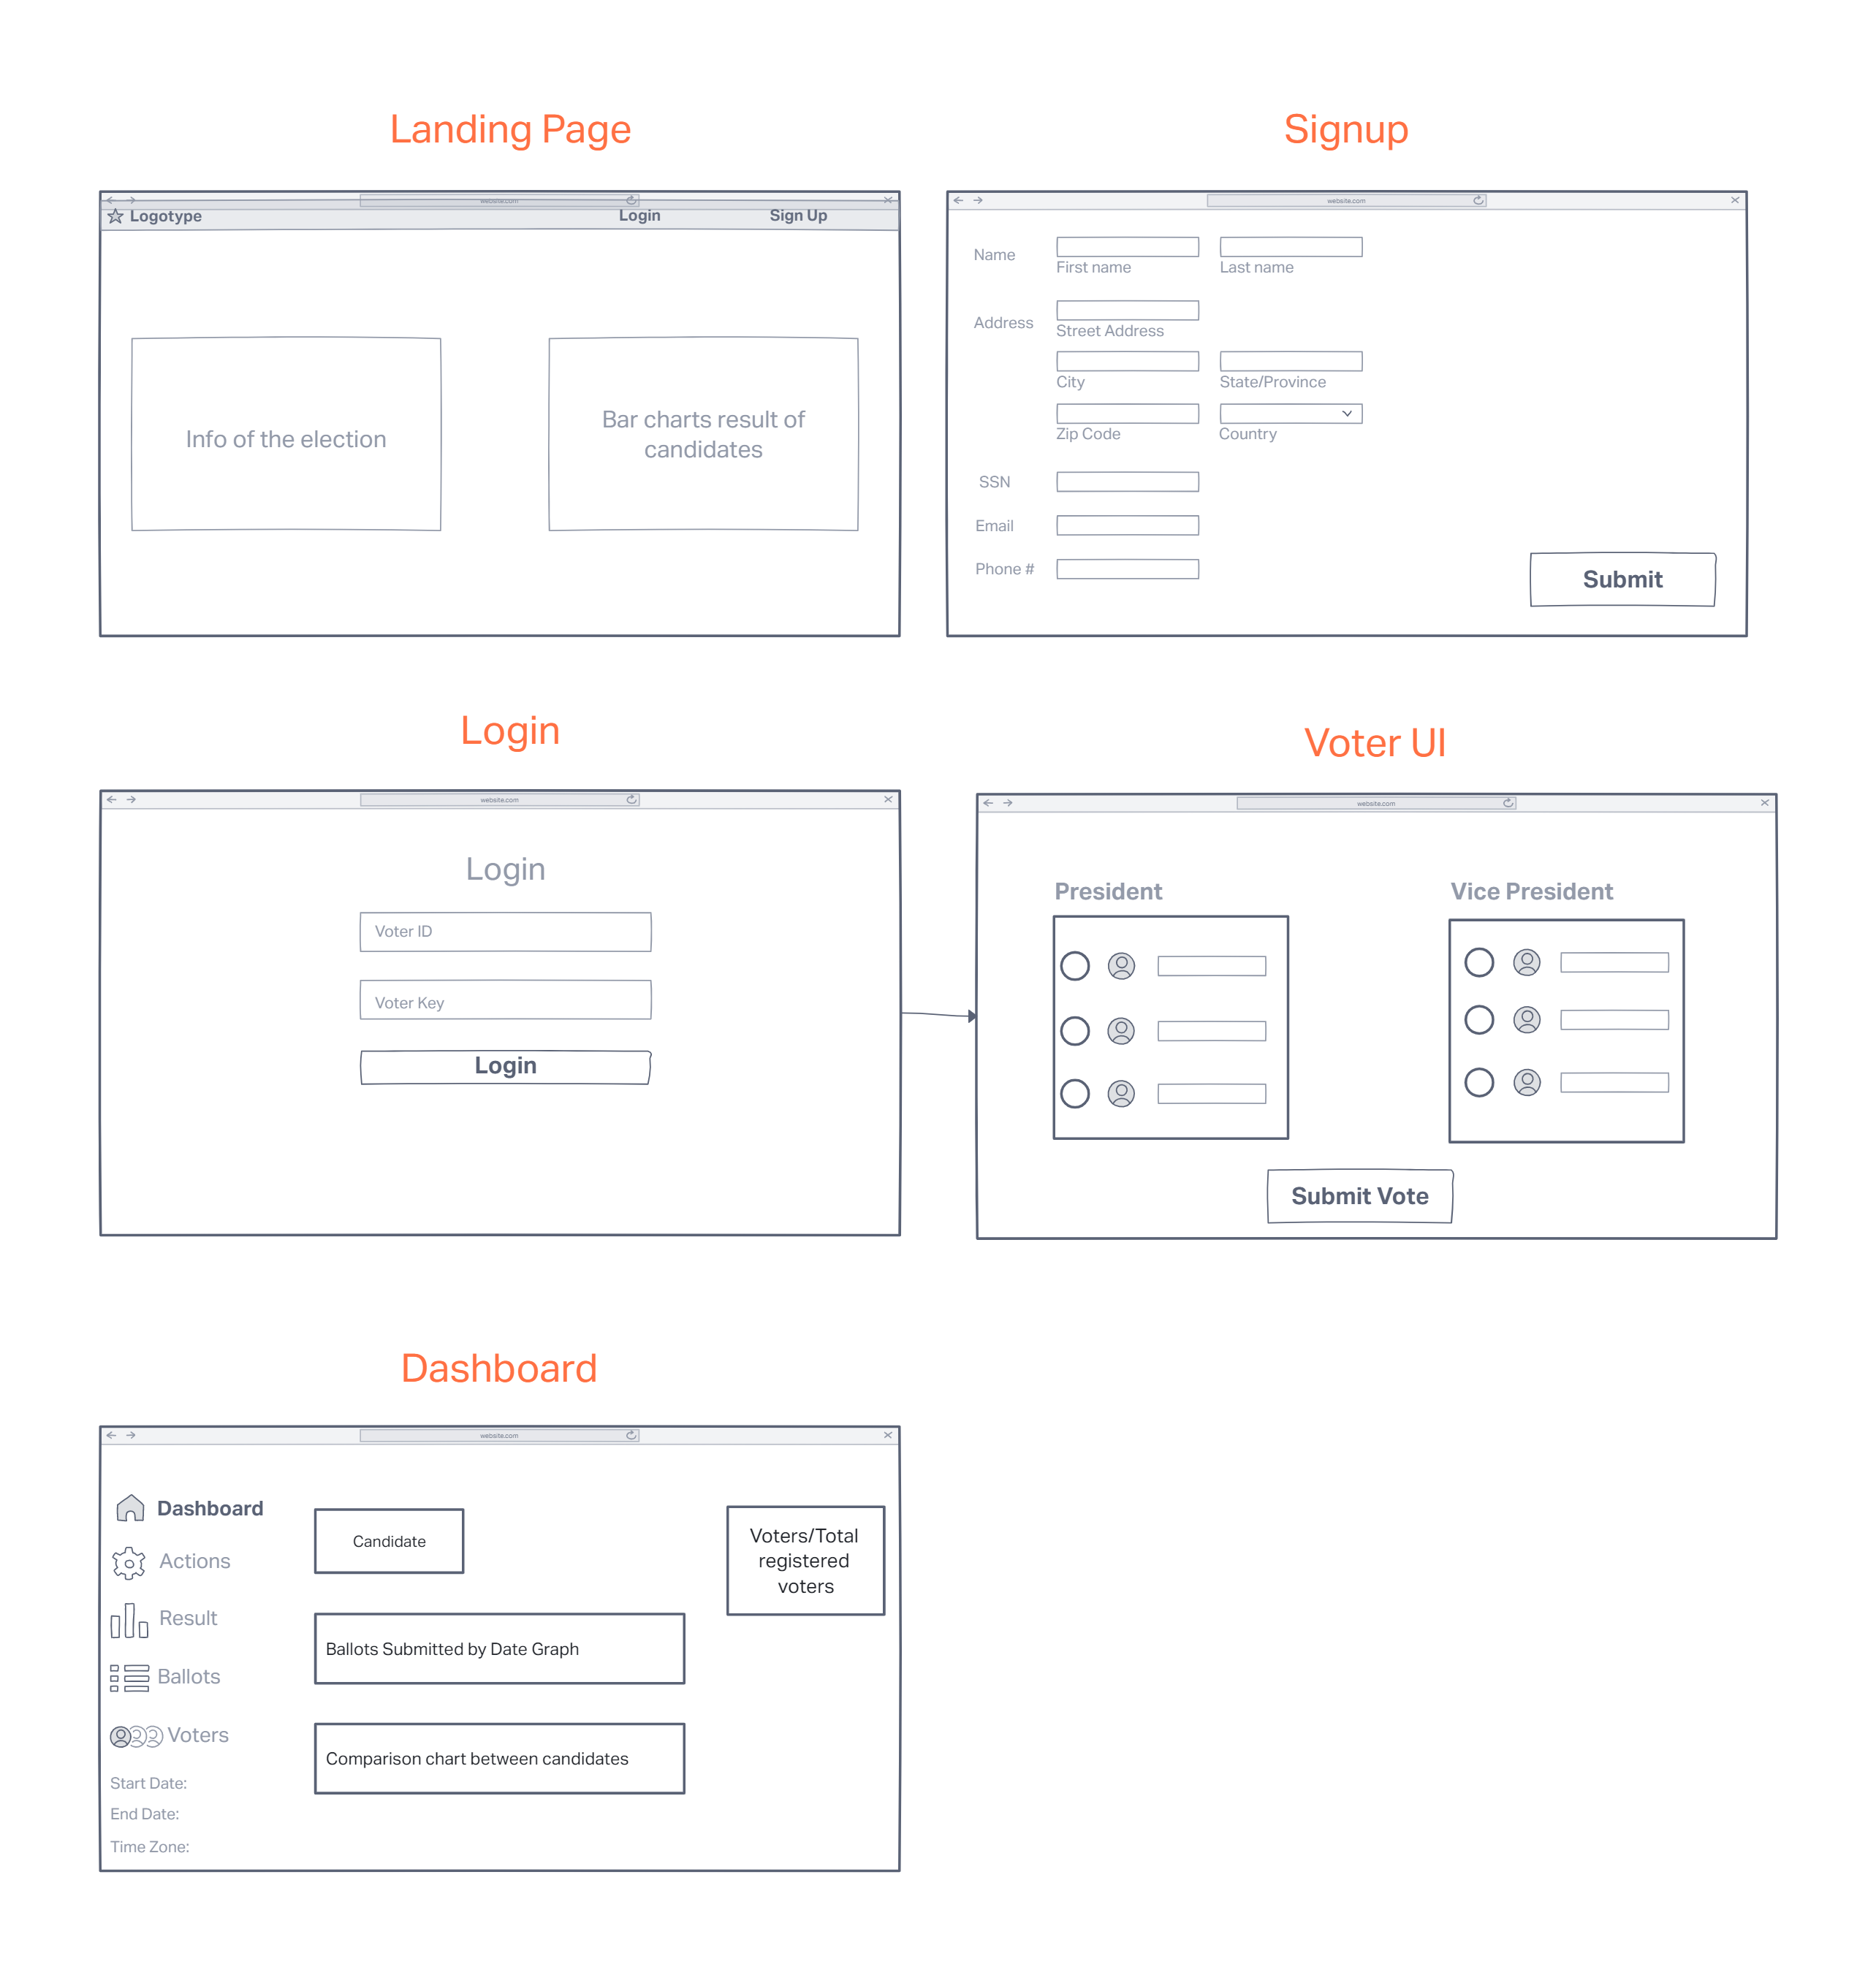 Landing Page
website.com
Logotype
Login
Sign Up
Info of the election
Bar charts result of
candidates
Signup
website.com
Name
First name
Last name
Address
Street Address
City
State/Province
Zip Code
Country
SSN
Email
Phone #
Submit
Login
website.com
Login
Voter ID
Voter Key
Login
Voter UI
website.com
President
Vice President
Submit Vote
Dashboard
website.com
Dashboard
Actions
Result
Ballots
Voters
Start Date:
End Date:
Time Zone:
Candidate
Ballots Submitted by Date Graph
Comparison chart between candidates
Voters/Total
registered
voters